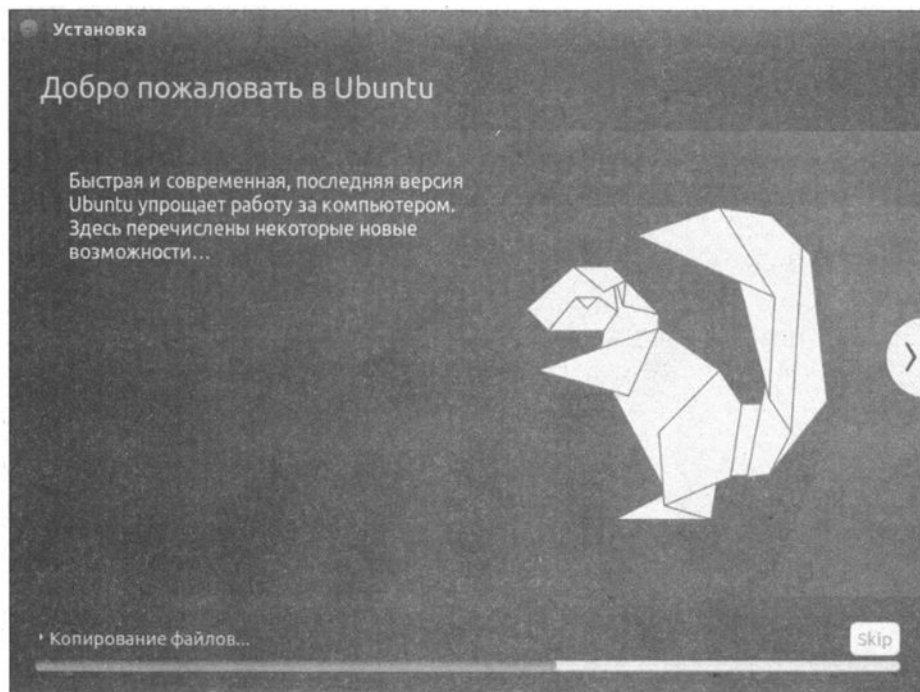 Установка
Добро пожаловать в Ubuntu
Быстрая и современная, последняя версия
Ubuntu упрощает работу за компьютером.
Здесь перечислены некоторые новые
возможности...
Копирование файлов...
Skip